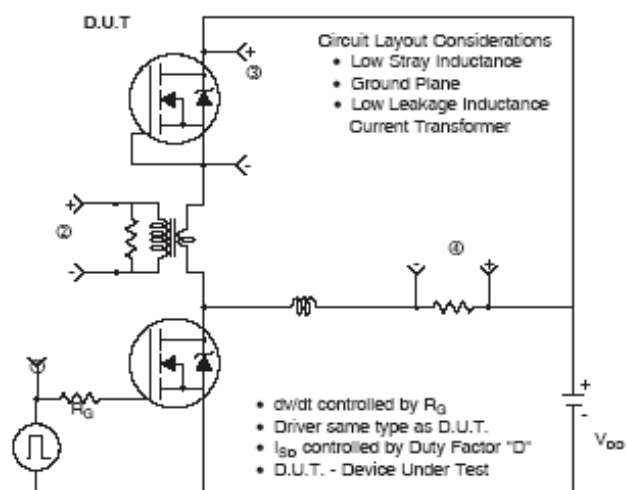 D.U.T
+
③
-
Circuit Layout Considerations
• Low Stray Inductance
• Ground Plane
• Low Leakage Inductance
Current Transformer
+
②
-
④
- +
RG
• dv/dt controlled by RG
• Driver same type as D.U.T.
• ISD controlled by Duty Factor "D"
• D.U.T. - Device Under Test
+
-
VDD